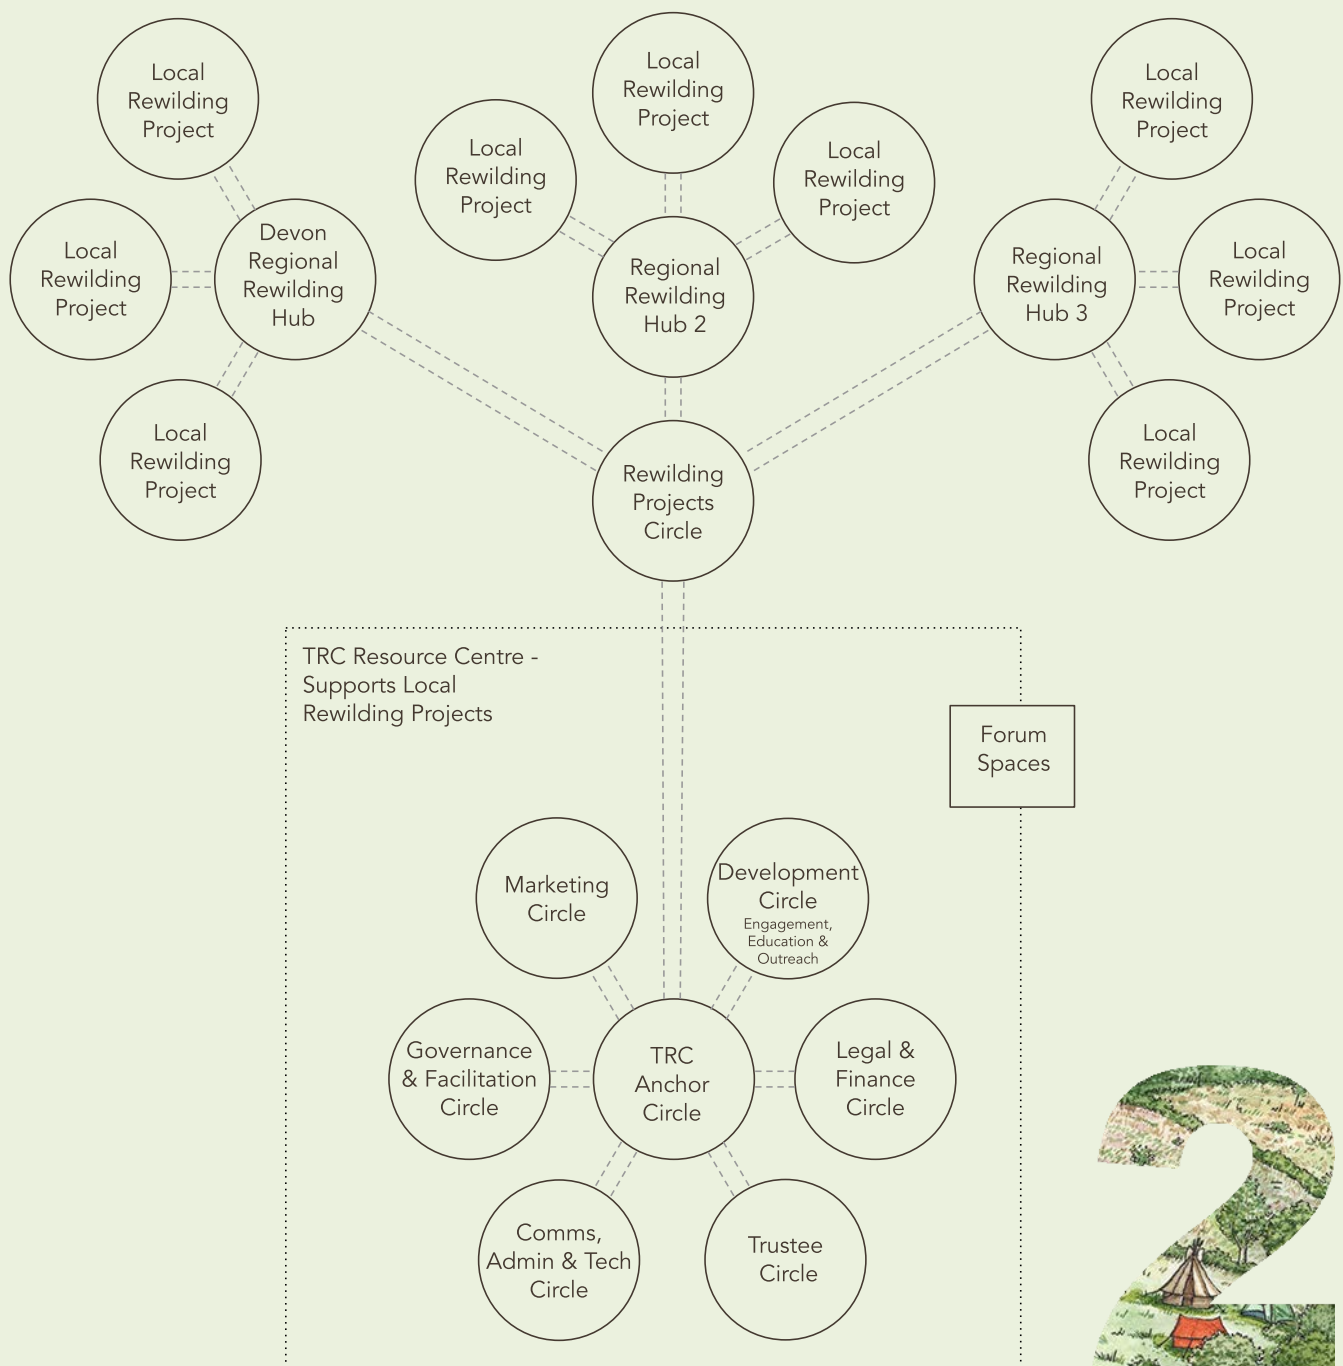 Local
Rewilding
Project
Local
Rewilding
Project
Local
Rewilding
Project
Local
Rewilding
Project
Local
Rewilding
Project
Local
Rewilding
Project
Devon
Regional
Rewilding
Hub
Regional
Rewilding
Hub 2
Regional
Rewilding
Hub 3
Local
Rewilding
Project
Local
Rewilding
Project
Local
Rewilding
Project
Rewilding
Projects
Circle
TRC Resource Centre -
Supports Local
Rewilding Projects
Forum
Spaces
Marketing
Circle
Development
Circle
Engagement,
Education &
Outreach
Governance
& Facilitation
Circle
TRC
Anchor
Circle
Legal &
Finance
Circle
Comms,
Admin & Tech
Circle
Trustee
Circle
2